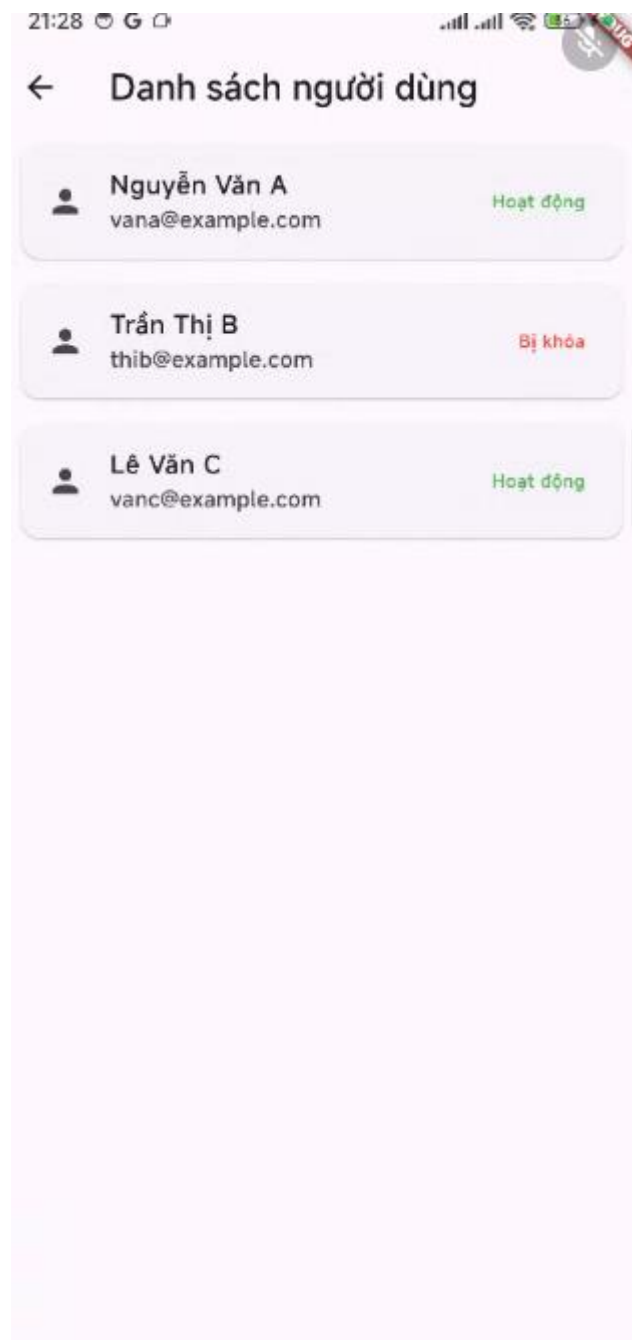 21:28 G
Danh sách người dùng
Nguyễn Văn A
vana@example.com
Hoạt động
Trần Thị B
thib@example.com
Bị khóa
Lê Văn C
vanc@example.com
Hoạt động